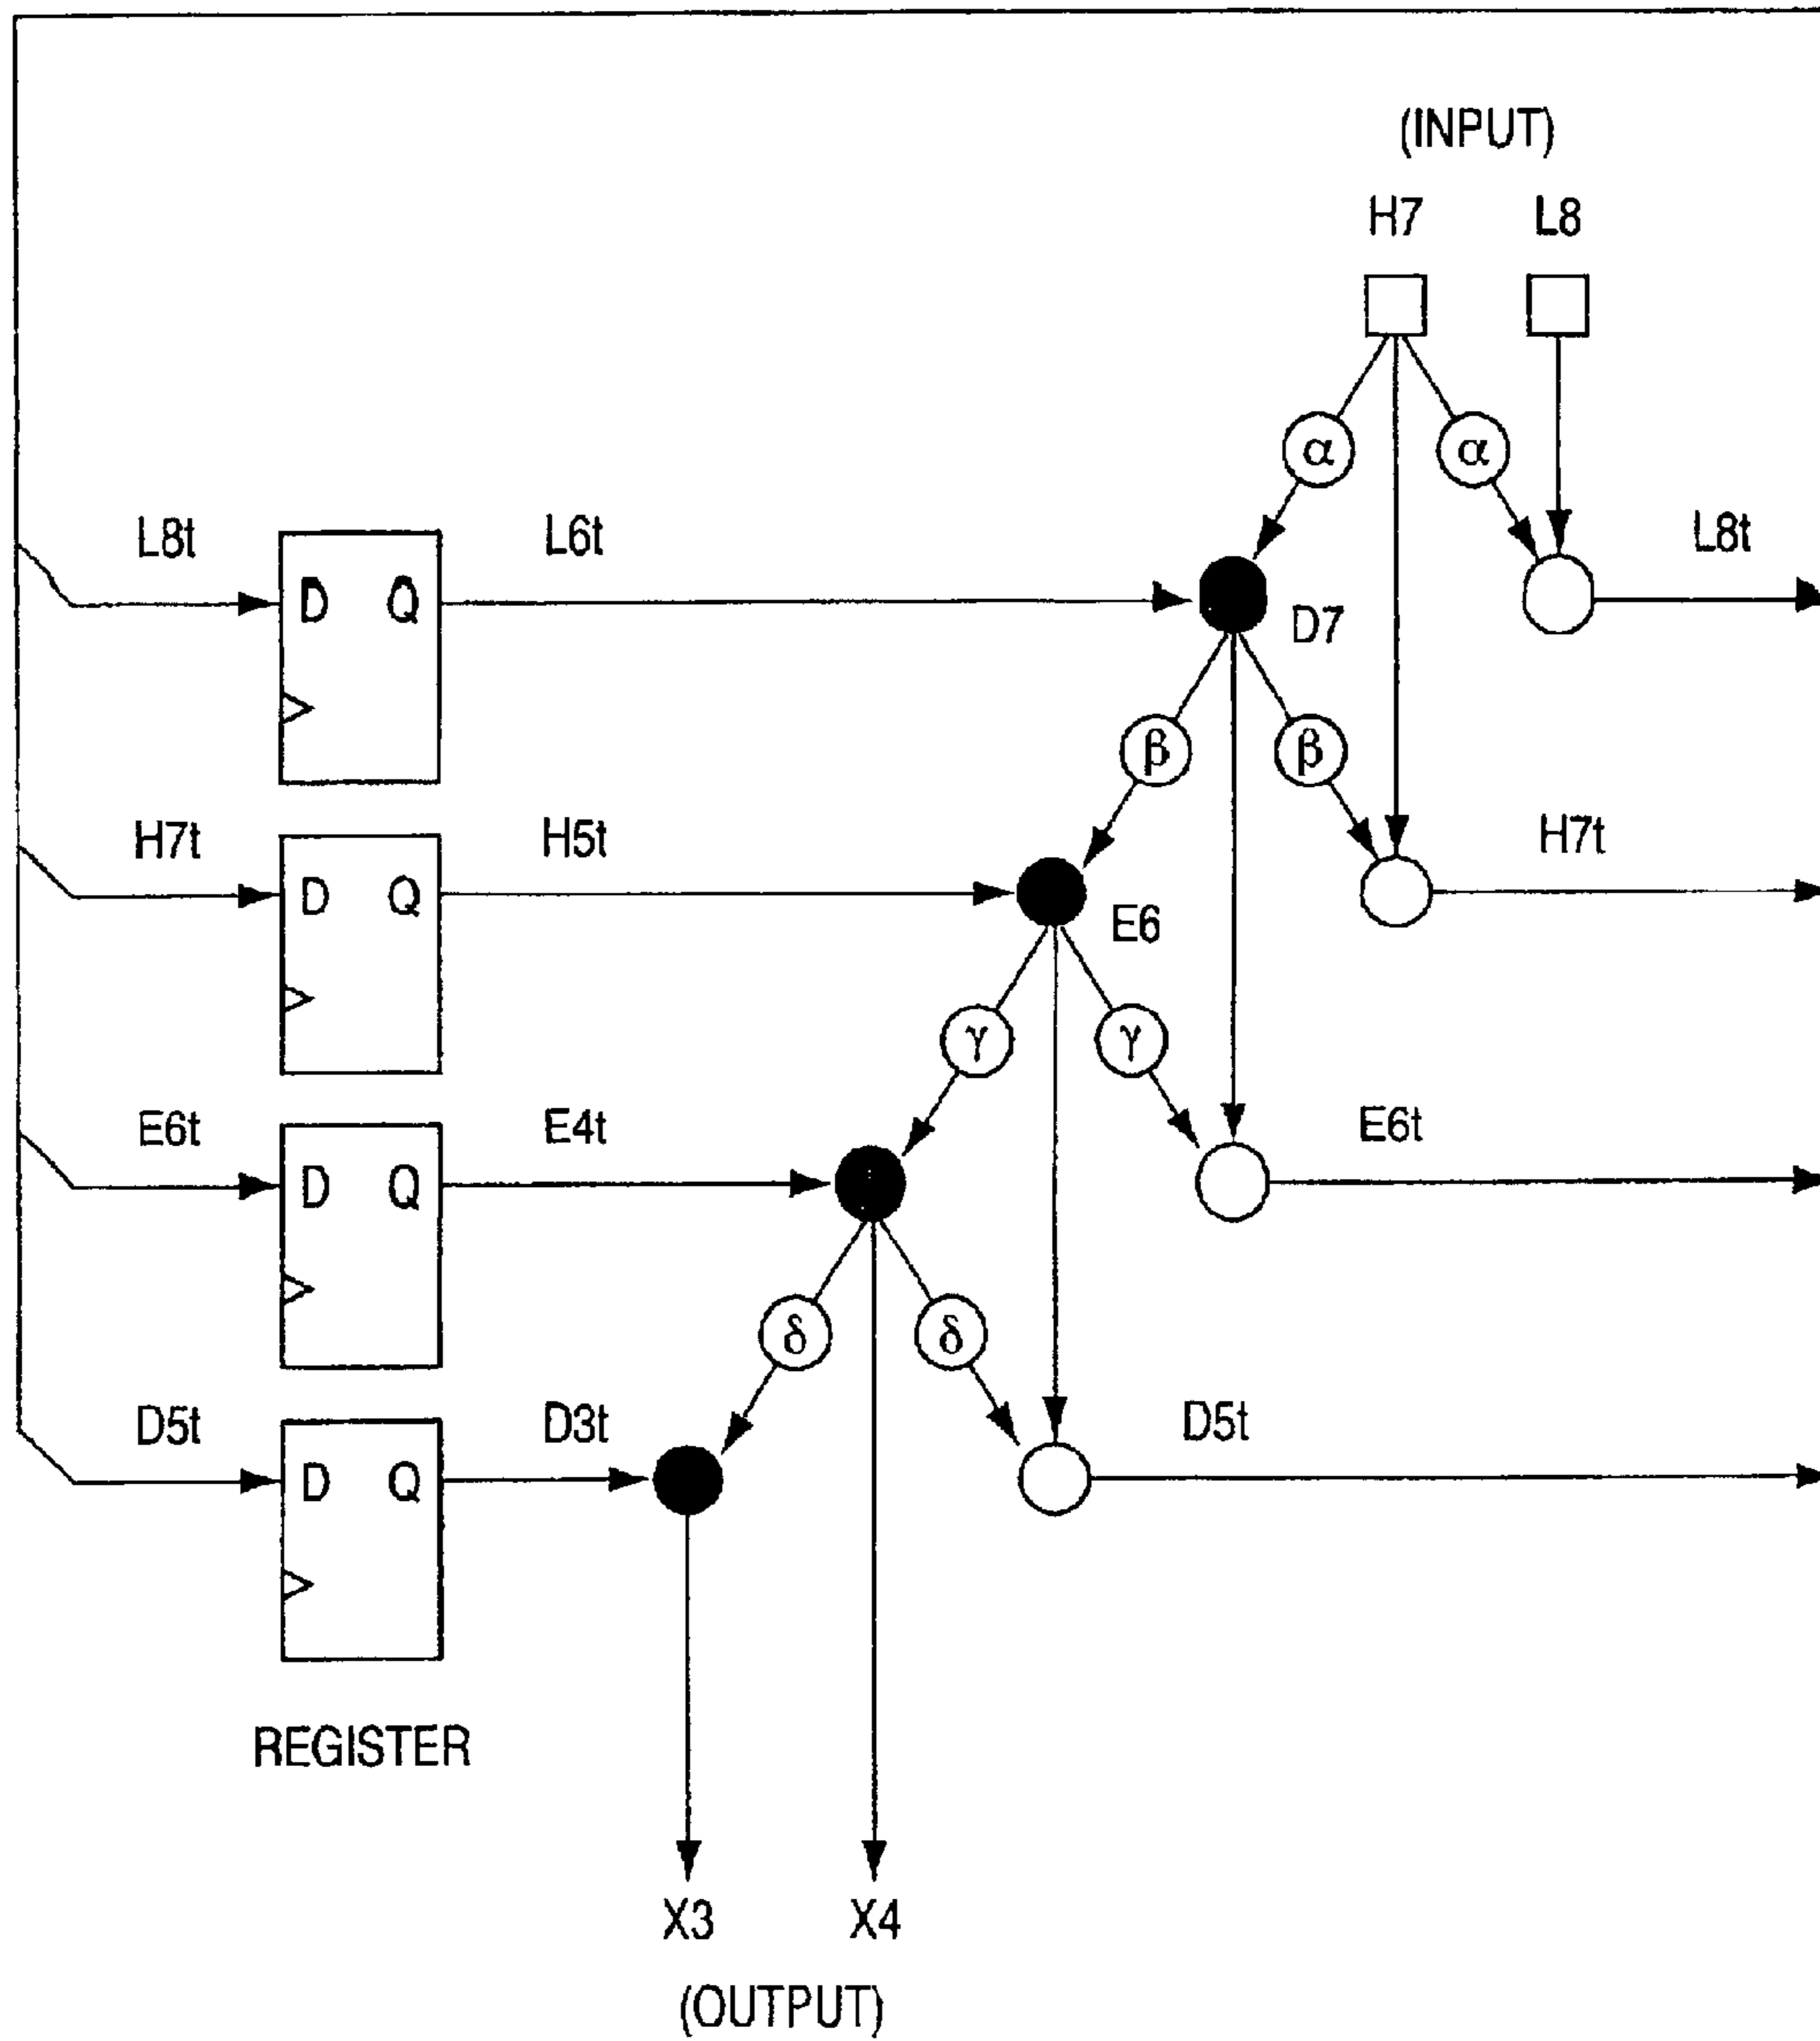 (INPUT)
H7 L8
α α
L8t L6t L8t
D Q
D7
β β
H7t H5t H7t
D Q
E6
γ γ
E6t E4t E6t
D Q
δ δ
D5t D3t D5t
D Q
REGISTER
X3 X4
(OUTPUT)